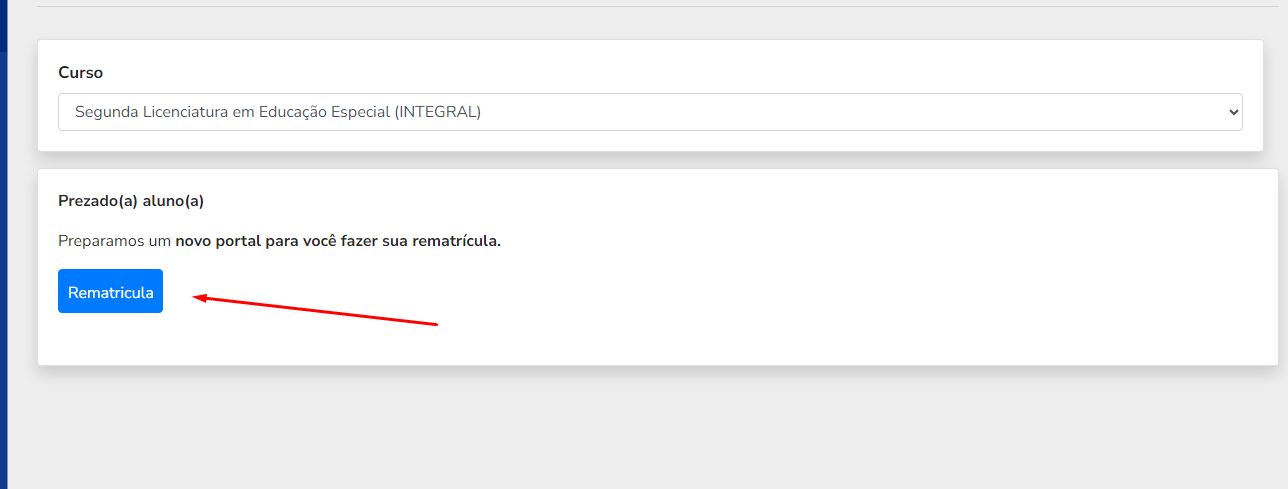 Curso
Segunda Licenciatura em Educação Especial (INTEGRAL)
Prezado(a) aluno(a)
Preparamos um novo portal para você fazer sua rematrícula.
Rematricula